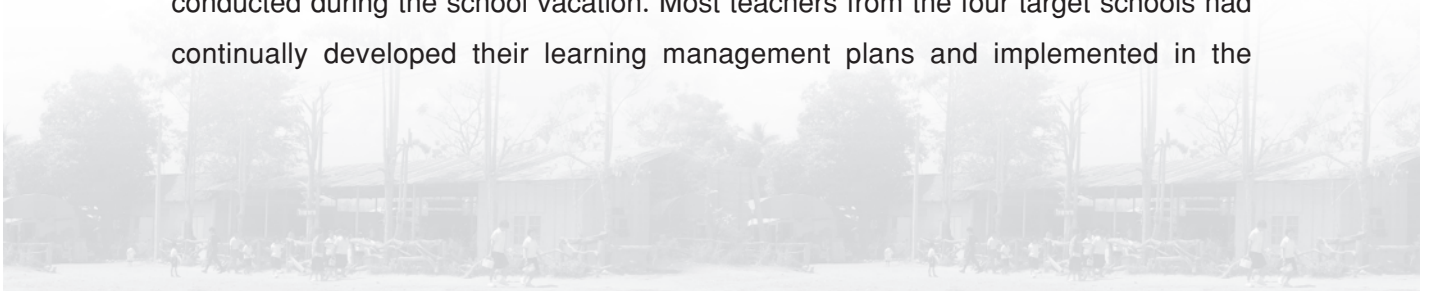 conducted during the school vacation. Most teachers from the four target schools had
continually developed their learning management plans and implemented in the